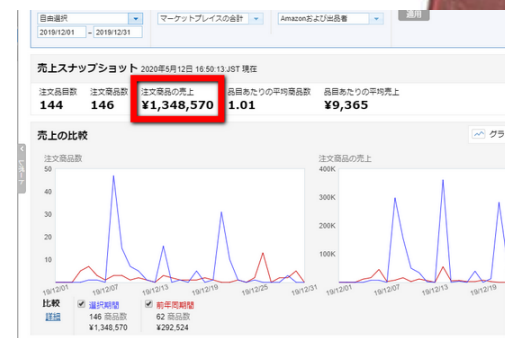 自由選択
マーケットプレイスの合計
Amazonおよび出品者
適用
2019/12/01 - 2019/12/31
売上スナップショット 2020年5月12日 16:50:13:JST 現在
注文品目数 注文商品数 注文商品の売上 品目あたりの平均商品数 品目あたりの平均売上
144 146 ¥1,348,570 1.01 ¥9,365
売上の比較
グラ
注文商品数
50
40
30
20
10
19/12/01 19/12/07 19/12/13 19/12/19 19/12/25 19/12/31
注文商品の売上
400K
300K
200K
100K
19/12/01 19/12/07 19/12/13 19/12/19
比較 選択期間 前年同期間
詳細 146 商品数 62 商品数
¥1,348,570 ¥292,524